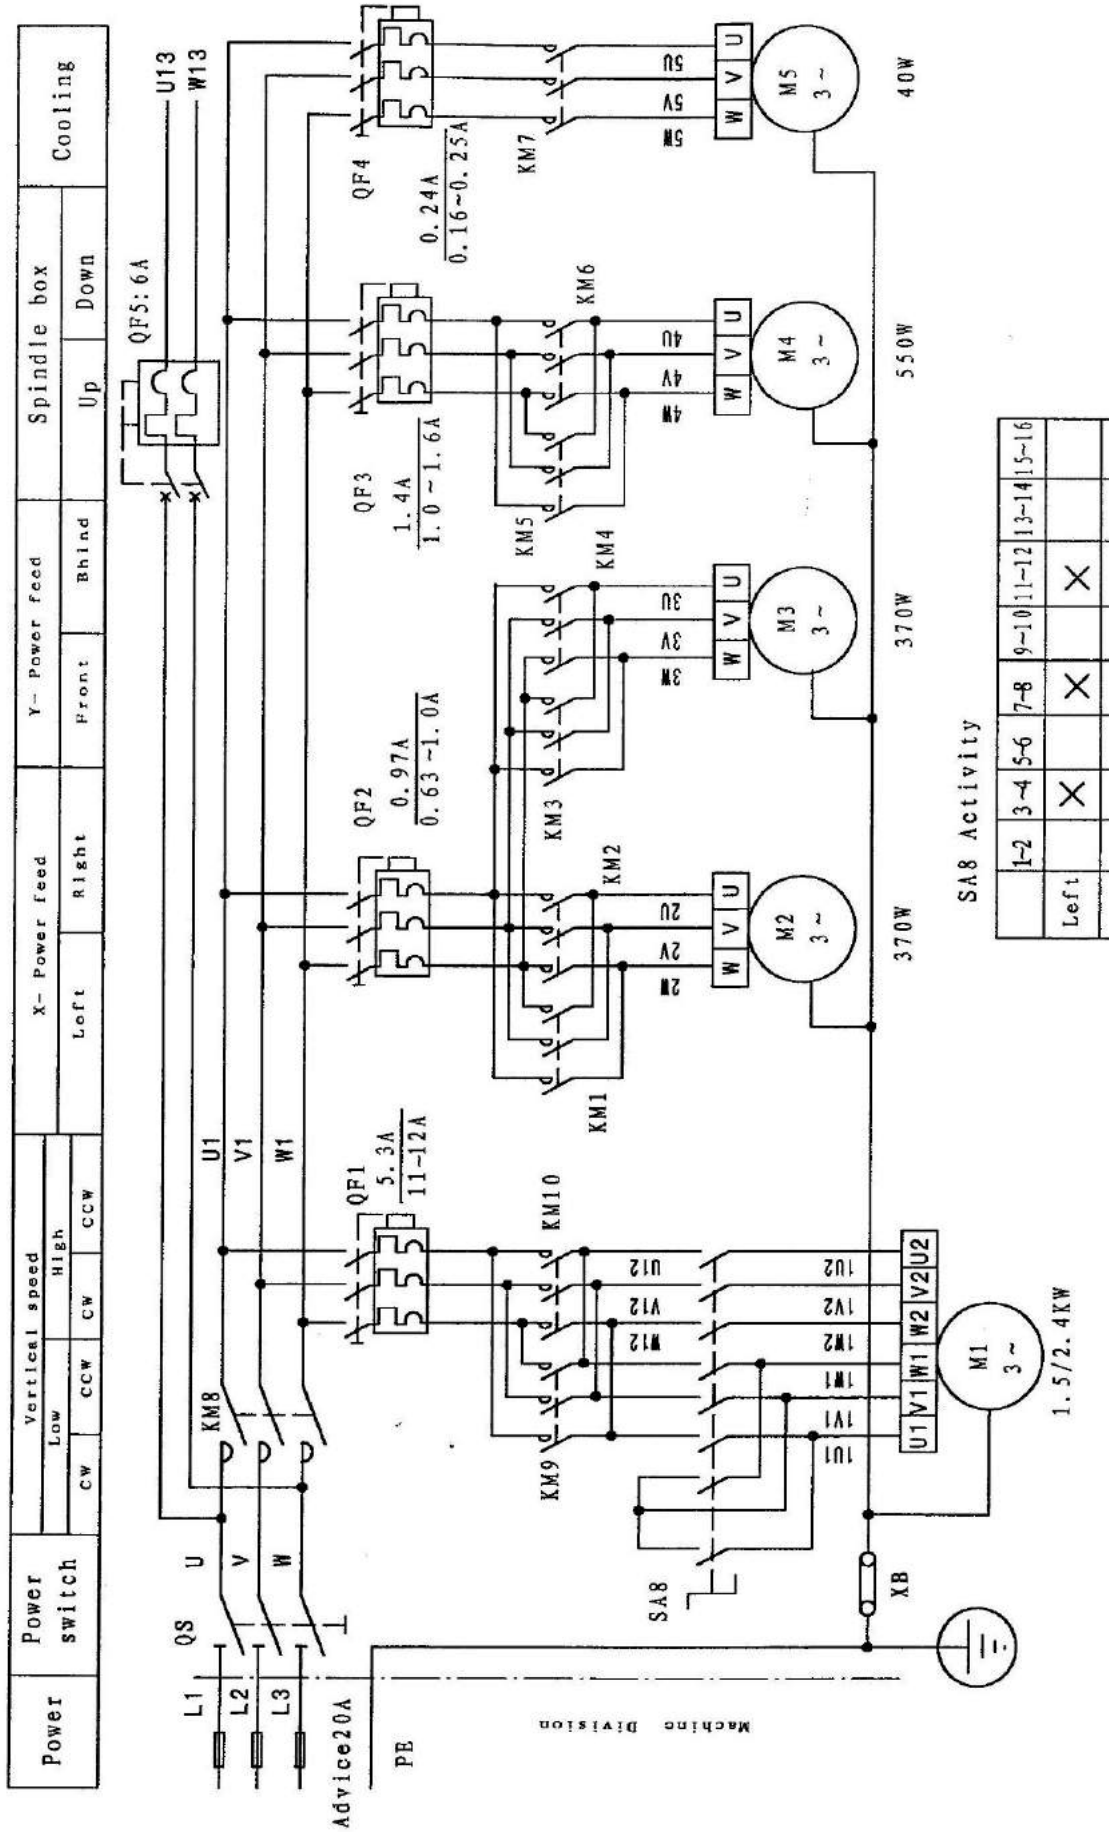 Power
Power switch
Vertical speed
Low
High
CW
CCW
CW
CCW
X- Power feed
Left
Right
Y- Power feed
Front
Bhind
Spindle box
Up
Down
Cooling
QF5:6A
U13
W13
L1
L2
L3
QS
U
V
W
KM8
U1
V1
W1
Advice20A
PE
QF1
5.3A
11~12A
QF2
0.97A
0.63~1.0A
QF3
1.4A
1.0~1.6A
QF4
0.24A
0.16~0.25A
KM9
KM10
KM1
KM2
KM3
KM4
KM5
KM6
KM7
U12
V12
W12
SA8
1U1
1V1
1W1
1W2
1V2
1U2
U1 V1 W1 W2 V2 U2
2W
2V
2U
W V U
3W
3V
3U
W V U
4W
4V
4U
W V U
5W
5V
5U
W V U
M1
3~
M2
3~
M3
3~
M4
3~
M5
3~
1.5/2.4KW
370W
370W
550W
40W
XB
Machine Division
SA8 Activity
1~2 3~4 5~6 7~8 9~10 11~12 13~14 15~16
Left X X X